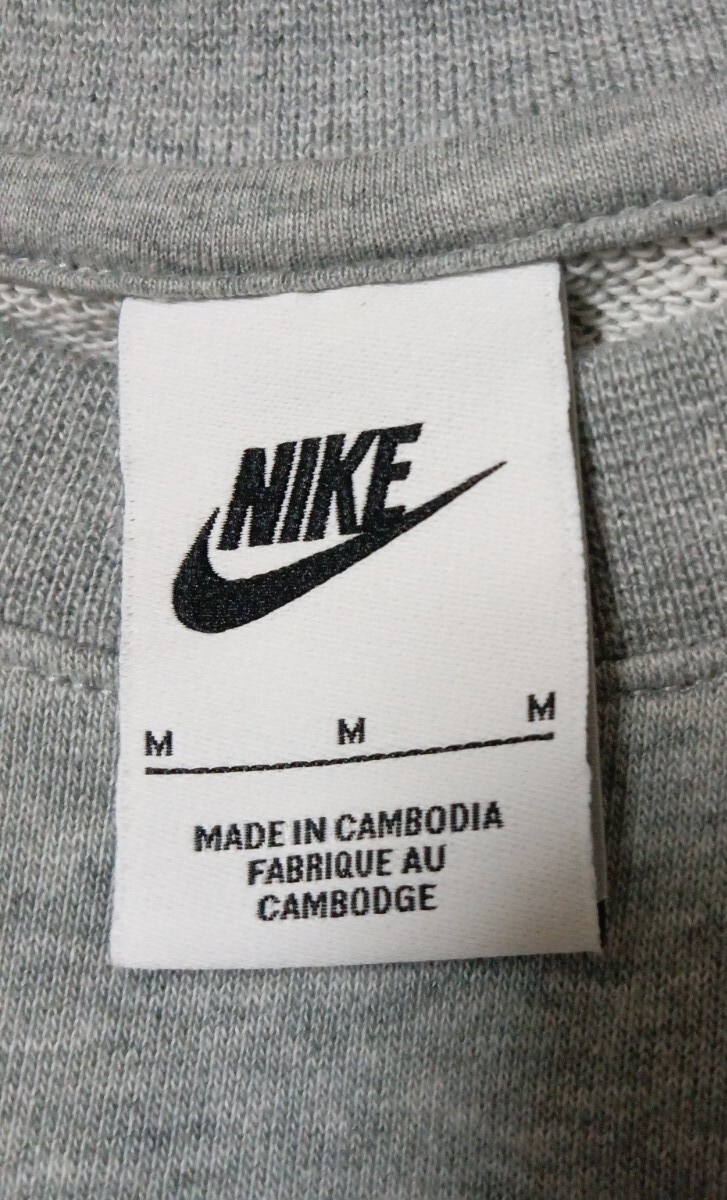 NIKE
M M M
MADE IN CAMBODIA
FABRIQUE AU
CAMBODGE